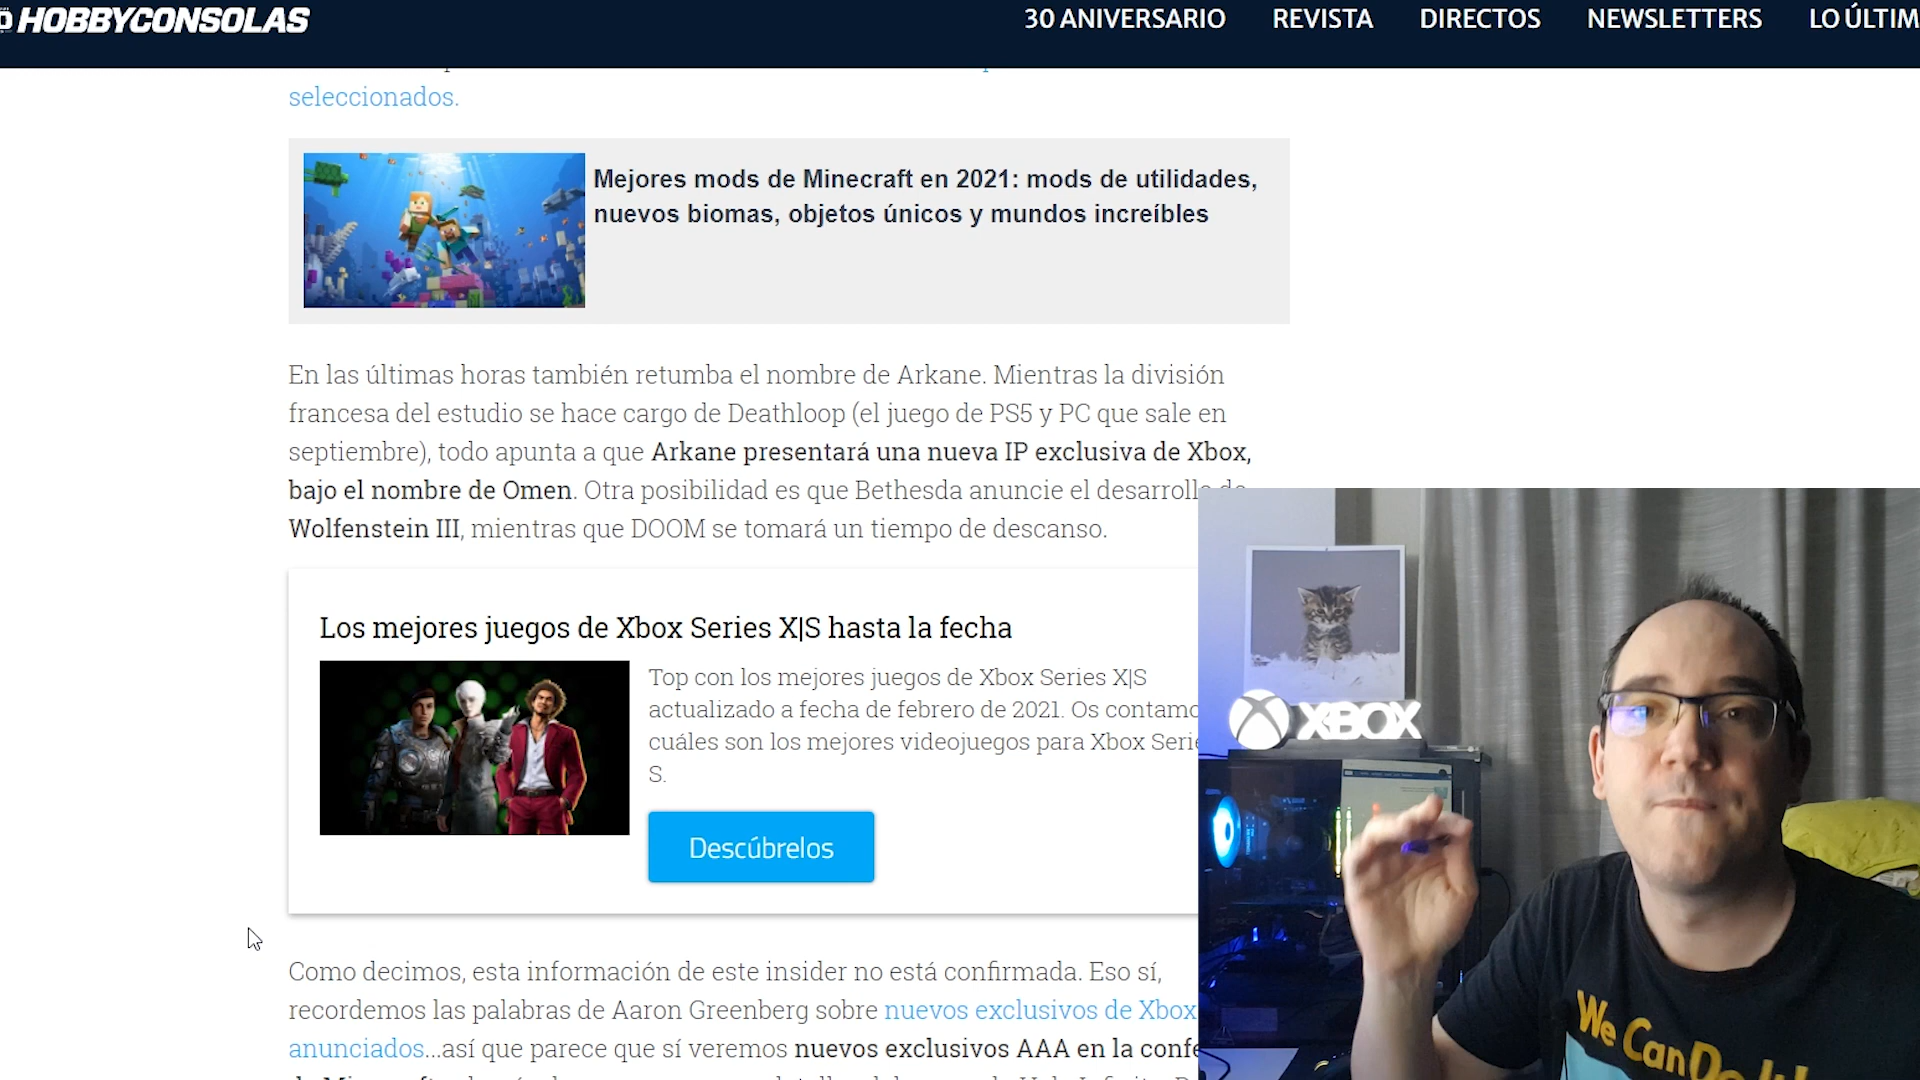 HOBBYCONSOLAS
30 ANIVERSARIO REVISTA DIRECTOS NEWSLETTERS LO ÚLTIM
seleccionados.
Mejores mods de Minecraft en 2021: mods de utilidades,
nuevos biomas, objetos únicos y mundos increíbles
En las últimas horas también retumba el nombre de Arkane. Mientras la división
francesa del estudio se hace cargo de Deathloop (el juego de PS5 y PC que sale en
septiembre), todo apunta a que Arkane presentará una nueva IP exclusiva de Xbox,
bajo el nombre de Omen. Otra posibilidad es que Bethesda anuncie el desarrollo de
Wolfenstein III, mientras que DOOM se tomará un tiempo de descanso.
Los mejores juegos de Xbox Series X|S hasta la fecha
Top con los mejores juegos de Xbox Series X|S
actualizado a fecha de febrero de 2021. Os contamo
cuáles son los mejores videojuegos para Xbox Serie
S.
Descúbrelos
XBOX
Como decimos, esta información de este insider no está confirmada. Eso sí,
recordemos las palabras de Aaron Greenberg sobre nuevos exclusivos de Xbox
anunciados...así que parece que sí veremos nuevos exclusivos AAA en la confe
We Can Do It!